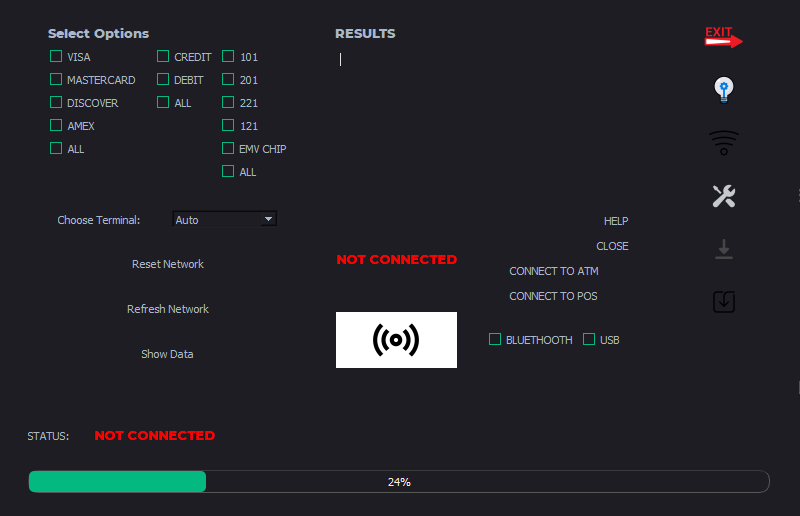 Select Options
RESULTS
EXIT
VISA
CREDIT
101
MASTERCARD
DEBIT
201
DISCOVER
ALL
221
AMEX
121
ALL
EMV CHIP
ALL
Choose Terminal:
Auto
HELP
CLOSE
Reset Network
NOT CONNECTED
CONNECT TO ATM
CONNECT TO POS
Refresh Network
BLUETHOOTH
USB
Show Data
STATUS:
NOT CONNECTED
24%